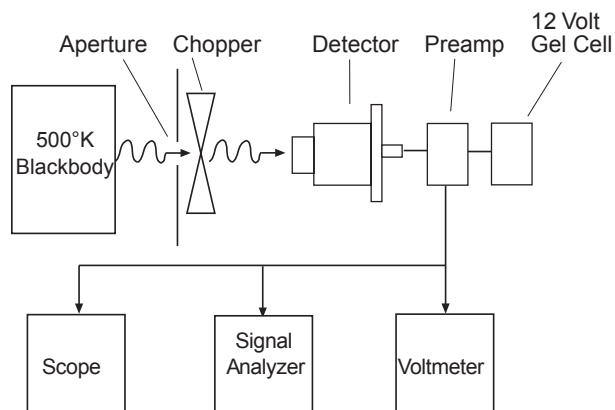 Aperture
Chopper
Detector
Preamp
12 Volt
Gel Cell
500°K
Blackbody
Scope
Signal
Analyzer
Voltmeter